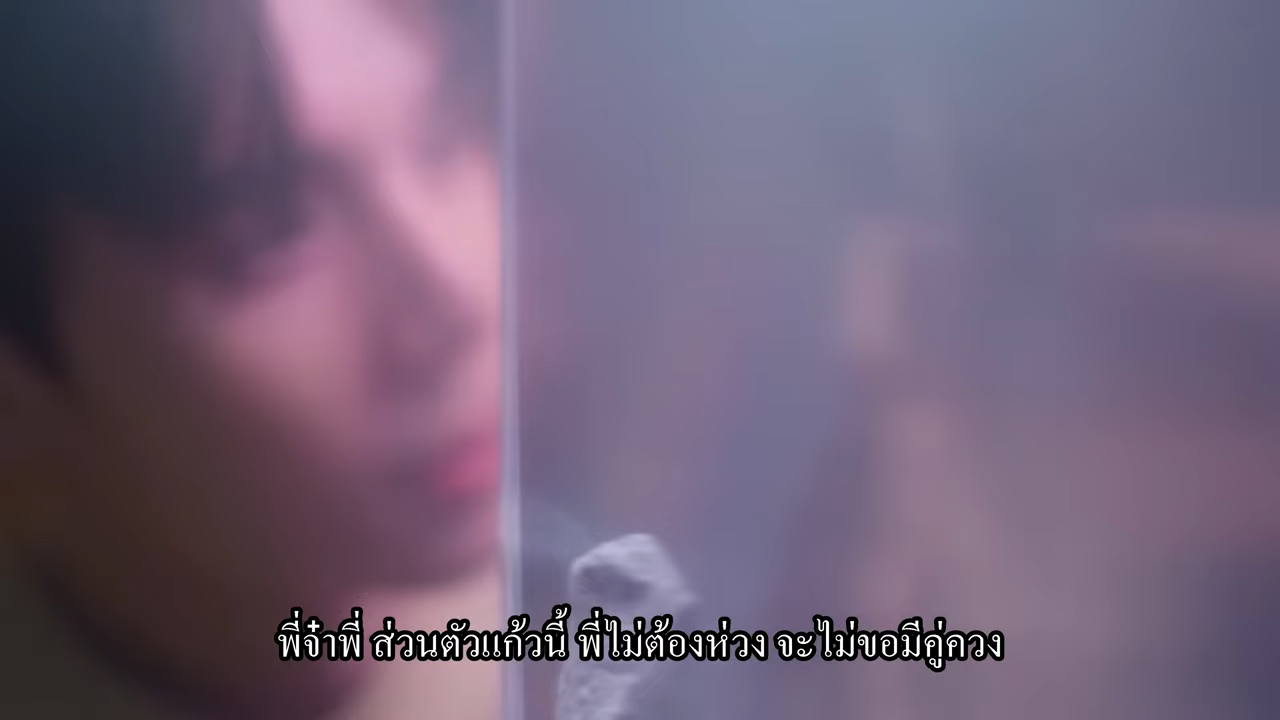 พี่จ๋าพี่ ส่วนตัวแก้วนี้ พี่ไม่ต้องห่วง จะไม่ขอมีคู่ควง